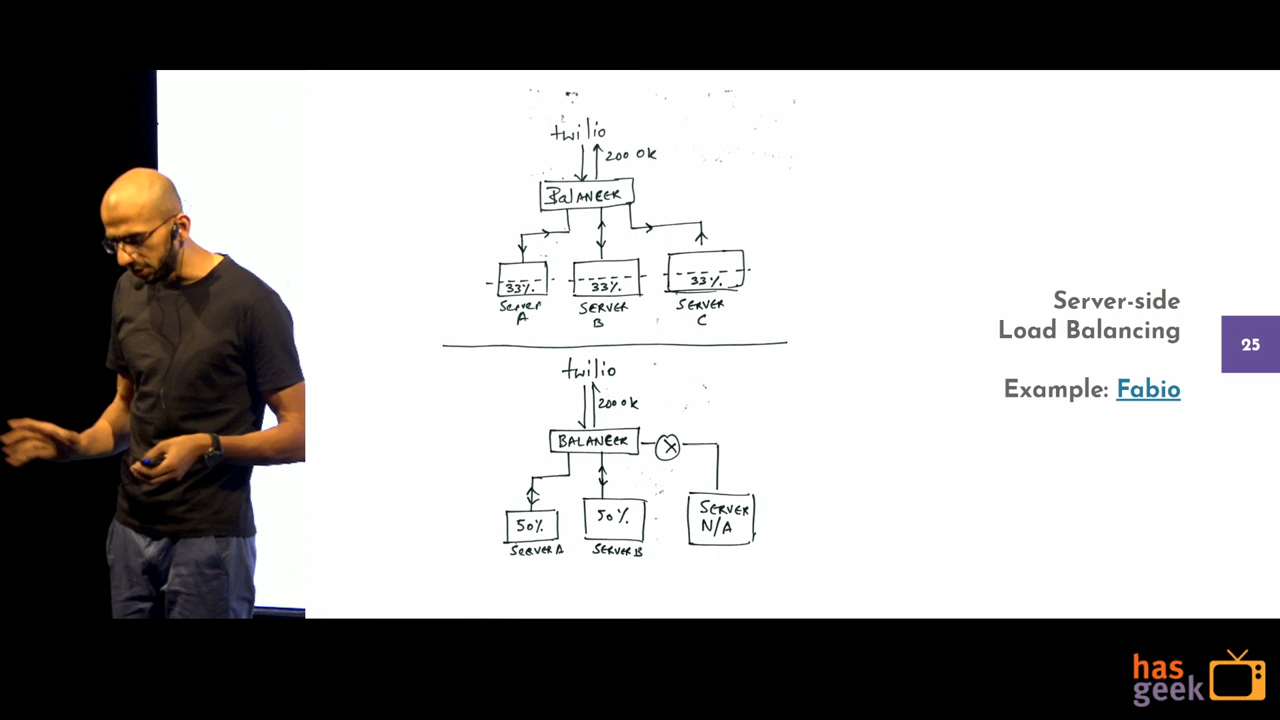 twilio
200 Ok
BalANCER
33%.
33%.
33%.
SERVER
A
SERVER
B
SERVER
C
twilio
200 Ok
BALANCER
50%
50%.
SERVER
N/A
SERVER A
SERVER B
Server-side
Load Balancing
25
Example: Fabio
has
geek